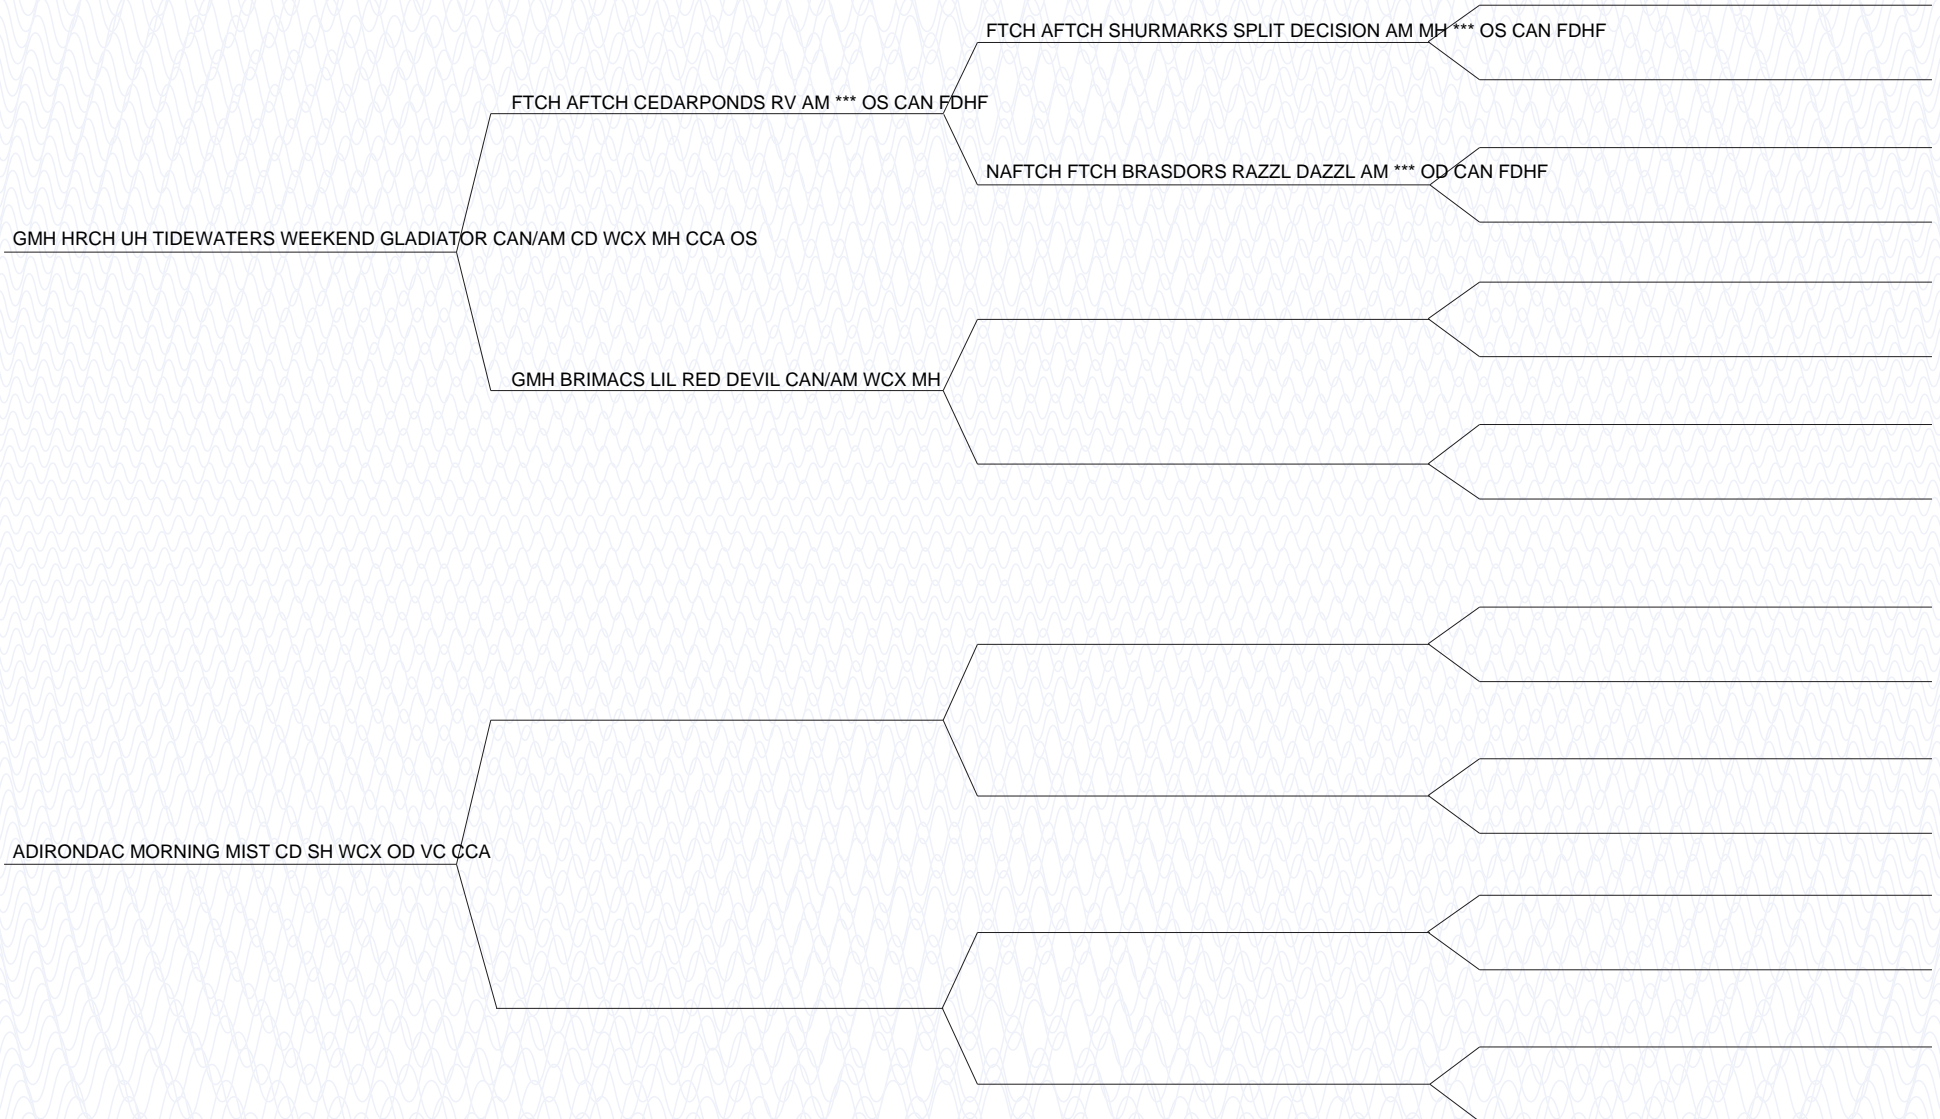 FTCH AFTCH SHURMARKS SPLIT DECISION AM MH *** OS CAN FDHF
FTCH AFTCH CEDARPONDS RV AM *** OS CAN FDHF
NAFTCH FTCH BRASDORS RAZZL DAZZL AM *** OD CAN FDHF
GMH HRCH UH TIDEWATERS WEEKEND GLADIATOR CAN/AM CD WCX MH CCA OS
GMH BRIMACS LIL RED DEVIL CAN/AM WCX MH
ADIRONDAC MORNING MIST CD SH WCX OD VC CCA